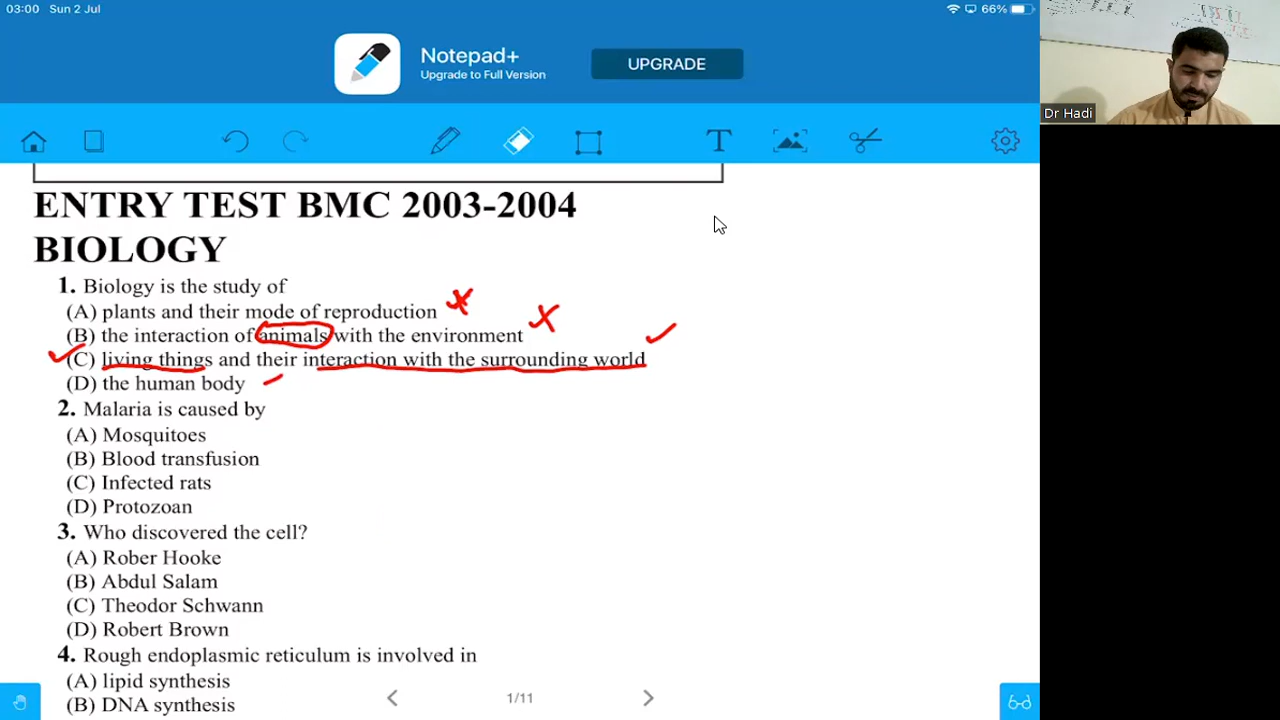 03:00 Sun 2 Jul
66%
Notepad+
Upgrade to Full Version
UPGRADE
Dr Hadi
T
ENTRY TEST BMC 2003-2004
BIOLOGY
1. Biology is the study of
(A) plants and their mode of reproduction
(B) the interaction of animals with the environment
(C) living things and their interaction with the surrounding world
(D) the human body
2. Malaria is caused by
(A) Mosquitoes
(B) Blood transfusion
(C) Infected rats
(D) Protozoan
3. Who discovered the cell?
(A) Rober Hooke
(B) Abdul Salam
(C) Theodor Schwann
(D) Robert Brown
4. Rough endoplasmic reticulum is involved in
(A) lipid synthesis
(B) DNA synthesis
1/11